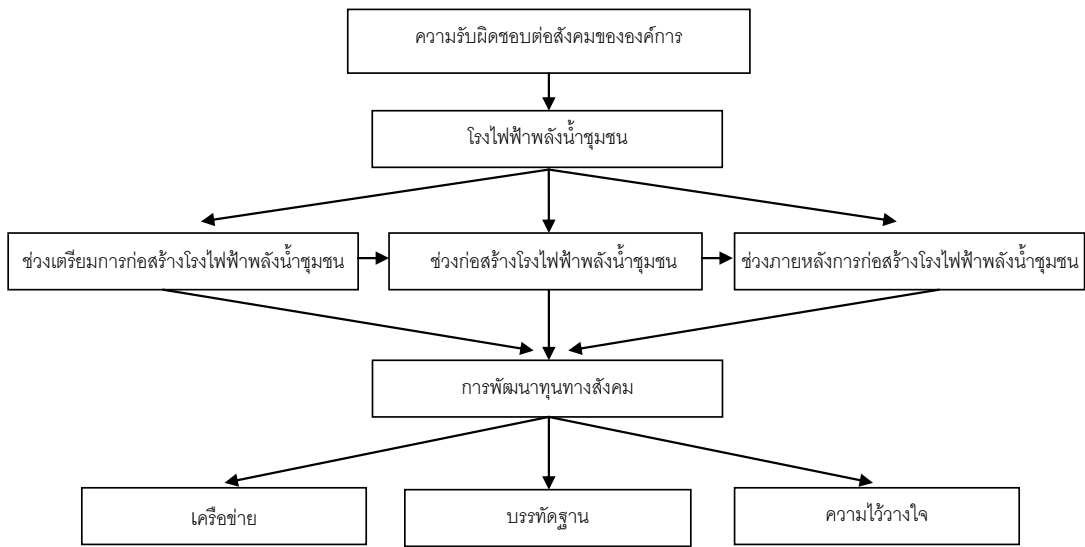 ความรับผิดชอบต่อสังคมขององค์การ
โรงไฟฟ้าพลังน้ำชุมชน
ช่วงเตรียมการก่อสร้างโรงไฟฟ้าพลังน้ำชุมชน
ช่วงก่อสร้างโรงไฟฟ้าพลังน้ำชุมชน
ช่วงภายหลังการก่อสร้างโรงไฟฟ้าพลังน้ำชุมชน
การพัฒนาทุนทางสังคม
เครือข่าย
บรรทัดฐาน
ความไว้วางใจ